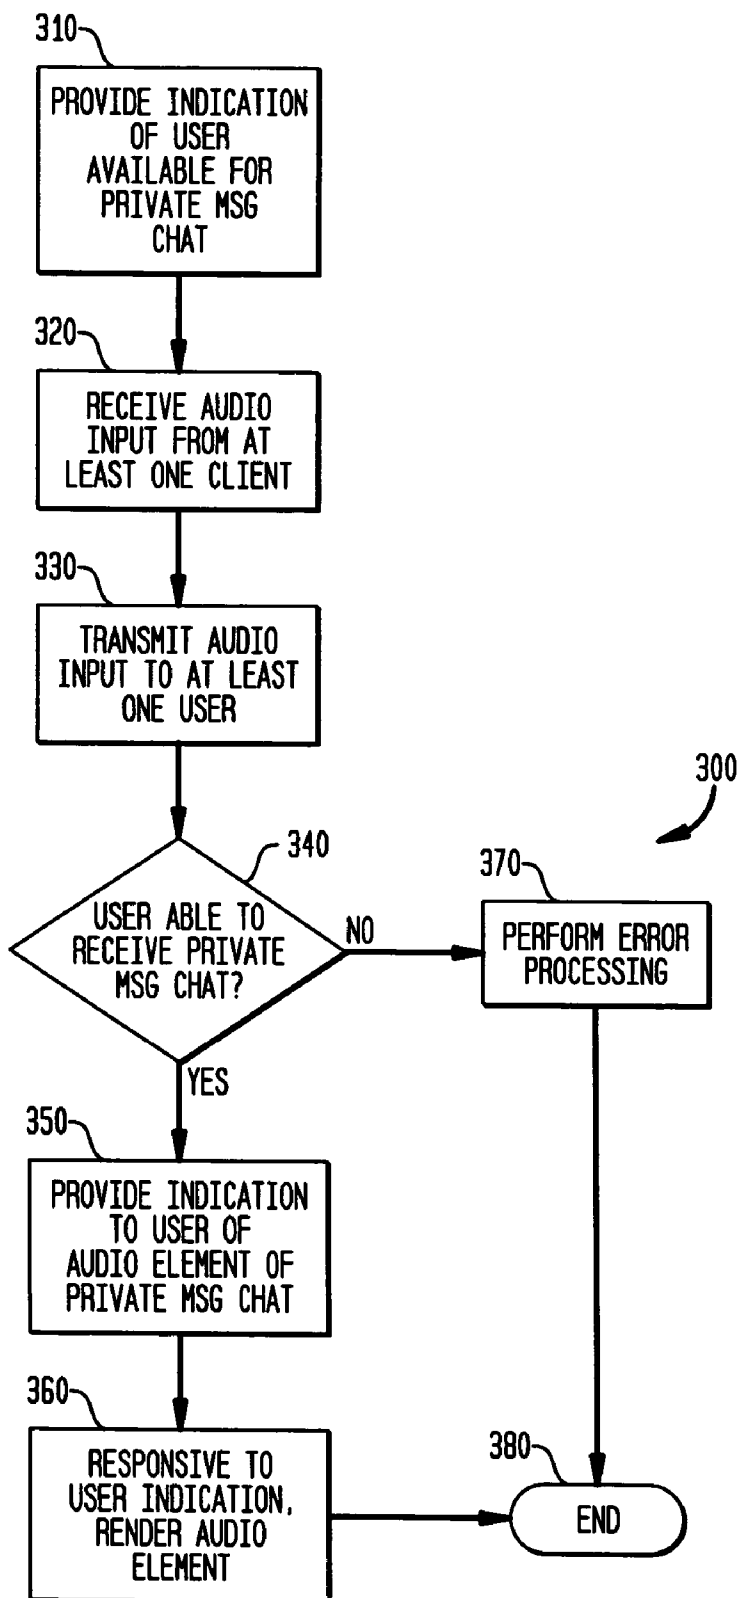 310
PROVIDE INDICATION
OF USER
AVAILABLE FOR
PRIVATE MSG
CHAT
320
RECEIVE AUDIO
INPUT FROM AT
LEAST ONE CLIENT
330
TRANSMIT AUDIO
INPUT TO AT LEAST
ONE USER
300
340
USER ABLE TO
RECEIVE PRIVATE
MSG CHAT?
NO
370
PERFORM ERROR
PROCESSING
YES
350
PROVIDE INDICATION
TO USER OF
AUDIO ELEMENT OF
PRIVATE MSG CHAT
360
RESPONSIVE TO
USER INDICATION,
RENDER AUDIO
ELEMENT
380
END